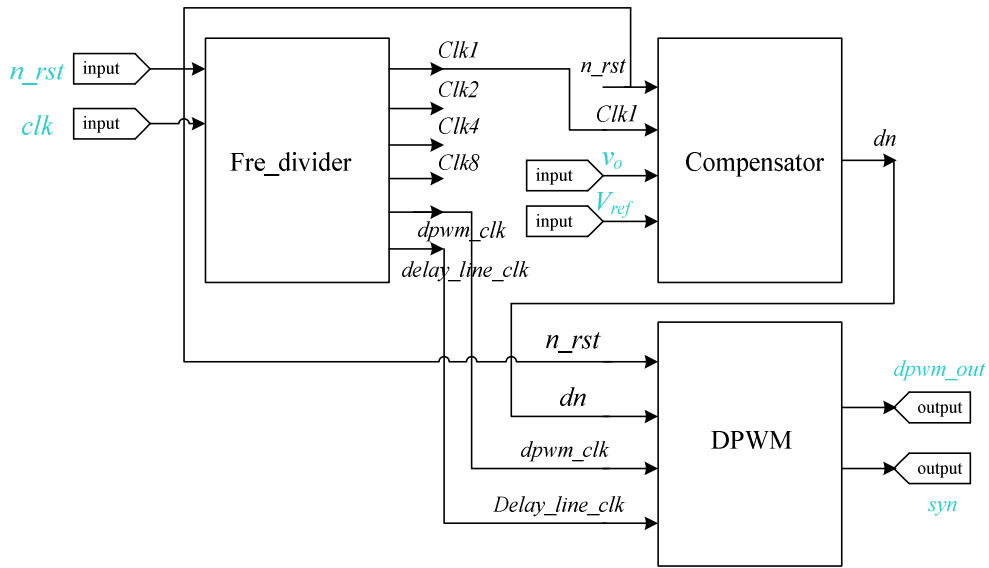 n_rst
input
clk
input
Fre_divider
Clk1
Clk2
Clk4
Clk8
dpwm_clk
delay_line_clk
n_rst
Clk1
input
vo
input
Vref
Compensator
dn
n_rst
dn
dpwm_clk
Delay_line_clk
DPWM
dpwm_out
output
output
syn